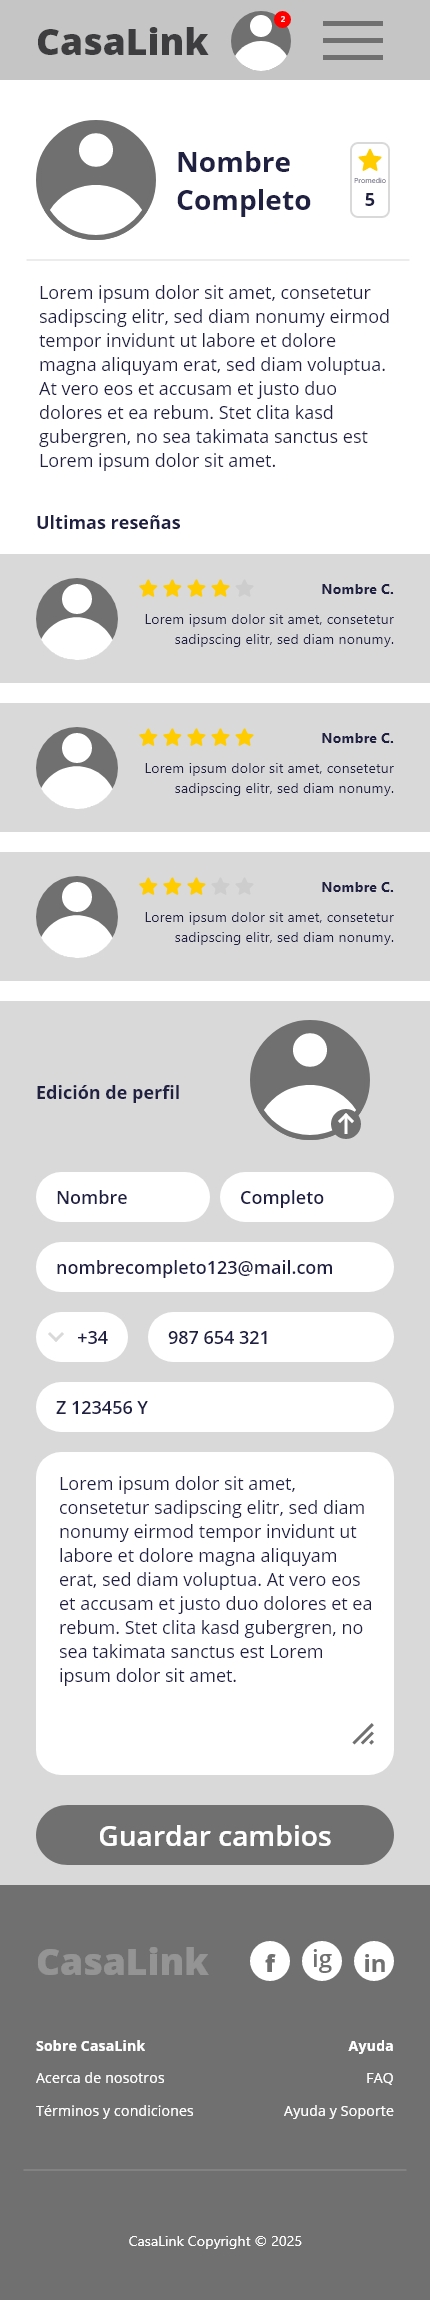 CasaLink
2
Nombre
Completo
Promedio
5
Lorem ipsum dolor sit amet, consetetur
sadipscing elitr, sed diam nonumy eirmod
tempor invidunt ut labore et dolore
magna aliquyam erat, sed diam voluptua.
At vero eos et accusam et justo duo
dolores et ea rebum. Stet clita kasd
gubergren, no sea takimata sanctus est
Lorem ipsum dolor sit amet.
Ultimas reseñas
Nombre C.
Lorem ipsum dolor sit amet, consetetur
sadipscing elitr, sed diam nonumy.
Nombre C.
Lorem ipsum dolor sit amet, consetetur
sadipscing elitr, sed diam nonumy.
Nombre C.
Lorem ipsum dolor sit amet, consetetur
sadipscing elitr, sed diam nonumy.
Edición de perfil
Nombre Completo
nombrecompleto123@mail.com
+34 987 654 321
Z 123456 Y
Lorem ipsum dolor sit amet,
consetetur sadipscing elitr, sed diam
nonumy eirmod tempor invidunt ut
labore et dolore magna aliquyam
erat, sed diam voluptua. At vero eos
et accusam et justo duo dolores et ea
rebum. Stet clita kasd gubergren, no
sea takimata sanctus est Lorem
ipsum dolor sit amet.
Guardar cambios
CasaLink f ig in
Sobre CasaLink Ayuda
Acerca de nosotros FAQ
Términos y condiciones Ayuda y Soporte
CasaLink Copyright © 2025